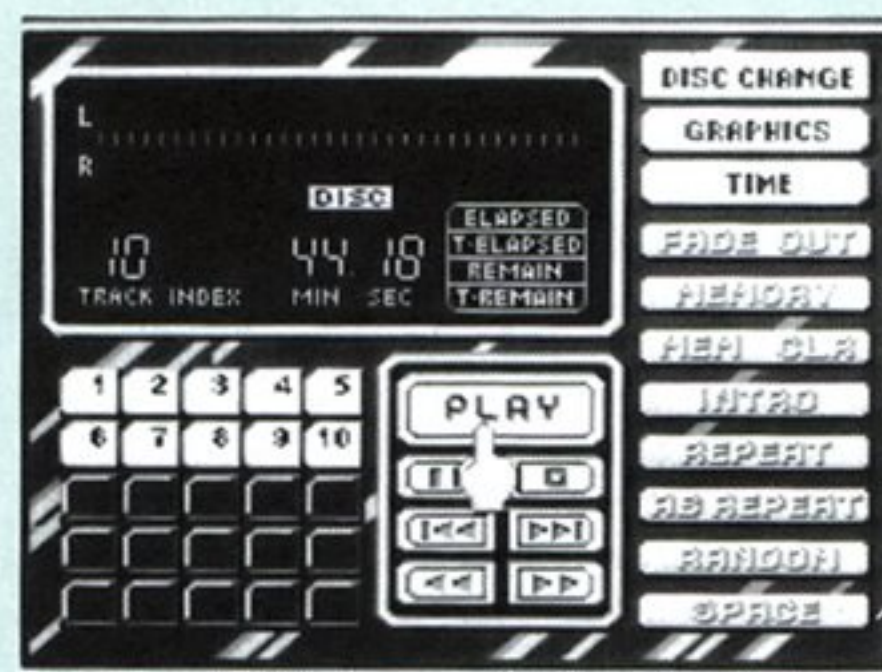 L
R
DISC
10 44. 18
TRACK INDEX MIN SEC
ELAPSED
T·ELAPSED
REMAIN
T·REMAIN
1 2 3 4 5
6 7 8 9 10
PLAY
DISC CHANGE
GRAPHICS
TIME
FADE OUT
MEMORY
MEM CLR
INTRO
REPEAT
AB REPEAT
RANDOM
SPACE